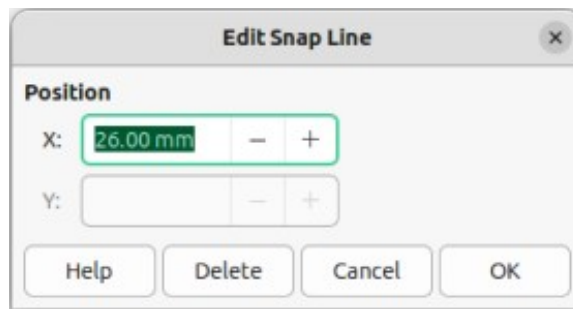 Edit Snap Line
Position
X: 26.00 mm
Y:
Help Delete Cancel OK